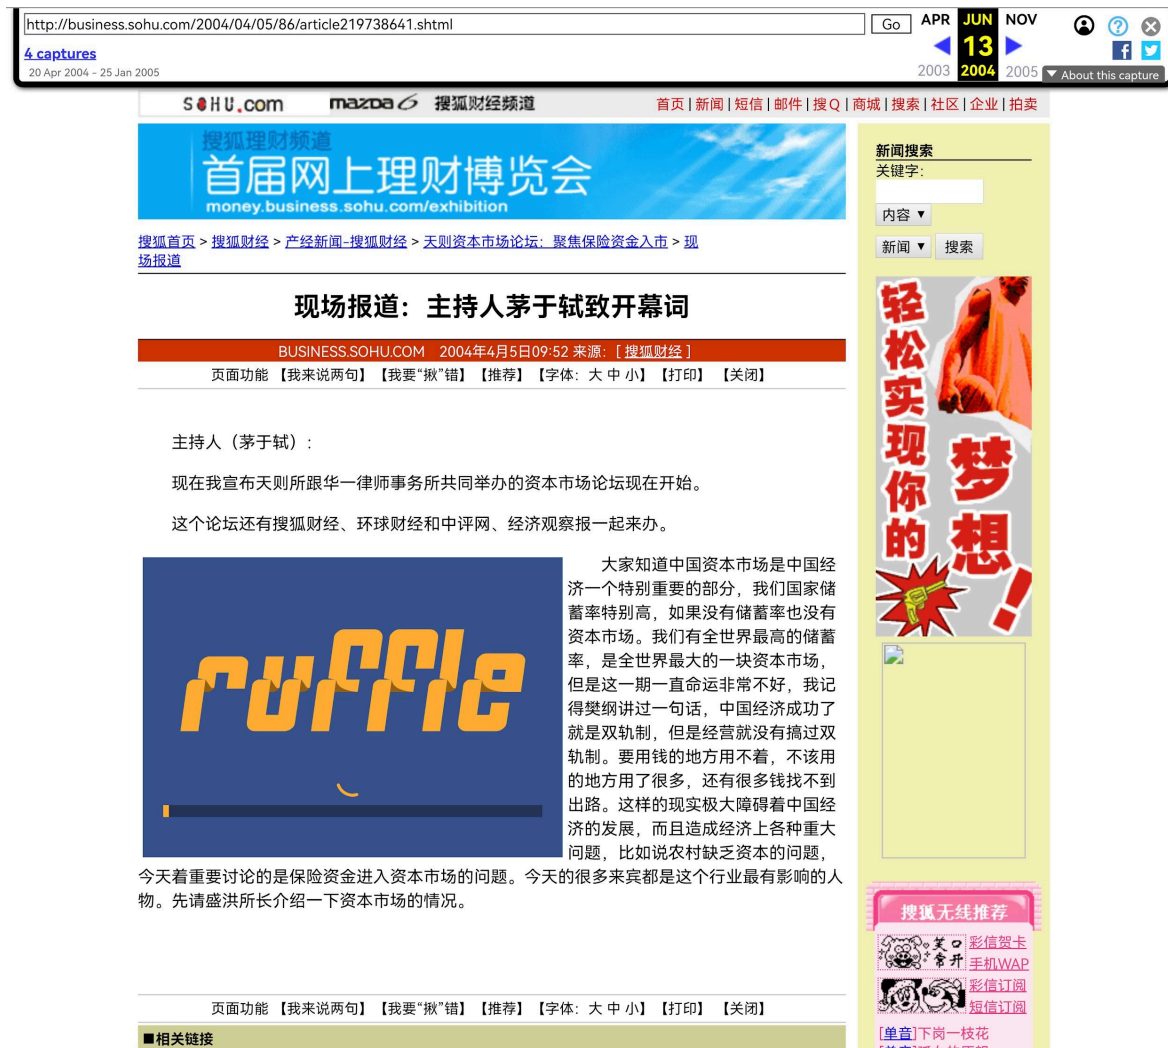 http://business.sohu.com/2004/04/05/86/article219738641.shtml
Go
APR JUN NOV
13
2003 2004 2005
4 captures
20 Apr 2004 – 25 Jan 2005
About this capture
SOHU.com mazda6 搜狐财经频道
首页 | 新闻 | 短信 | 邮件 | 搜Q | 商城 | 搜索 | 社区 | 企业 | 拍卖
搜狐理财频道
首届网上理财博览会
money.business.sohu.com/exhibition
搜狐首页 > 搜狐财经 > 产经新闻-搜狐财经 > 天则资本市场论坛：聚焦保险资金入市 > 现
场报道
现场报道：主持人茅于轼致开幕词
BUSINESS.SOHU.COM 2004年4月5日09:52 来源：[ 搜狐财经 ]
页面功能 【我来说两句】【我要“揪”错】【推荐】【字体：大 中 小】【打印】 【关闭】
主持人（茅于轼）:
现在我宣布天则所跟华一律师事务所共同举办的资本市场论坛现在开始。
这个论坛还有搜狐财经、环球财经和中评网、经济观察报一起来办。
ruffle
大家知道中国资本市场是中国经
济一个特别重要的部分，我们国家储
蓄率特别高，如果没有储蓄率也没有
资本市场。我们有全世界最高的储蓄
率，是全世界最大的一块资本市场，
但是这一期一直命运非常不好，我记
得樊纲讲过一句话，中国经济成功了
就是双轨制，但是经营就没有搞过双
轨制。要用钱的地方用不着，不该用
的地方用了很多，还有很多钱找不到
出路。这样的现实极大障碍着中国经
济的发展，而且造成经济上各种重大
问题，比如说农村缺乏资本的问题，
今天着重要讨论的是保险资金进入资本市场的问题。今天的很多来宾都是这个行业最有影响的人
物。先请盛洪所长介绍一下资本市场的情况。
页面功能 【我来说两句】【我要“揪”错】【推荐】【字体：大 中 小】【打印】 【关闭】
■相关链接
新闻搜索
关键字：
内容 ▼
新闻 ▼ 搜索
轻松实现你的
梦想！
搜狐无线推荐
笑口常开
彩信贺卡
手机WAP
彩信订阅
短信订阅
[单音]下岗一枝花